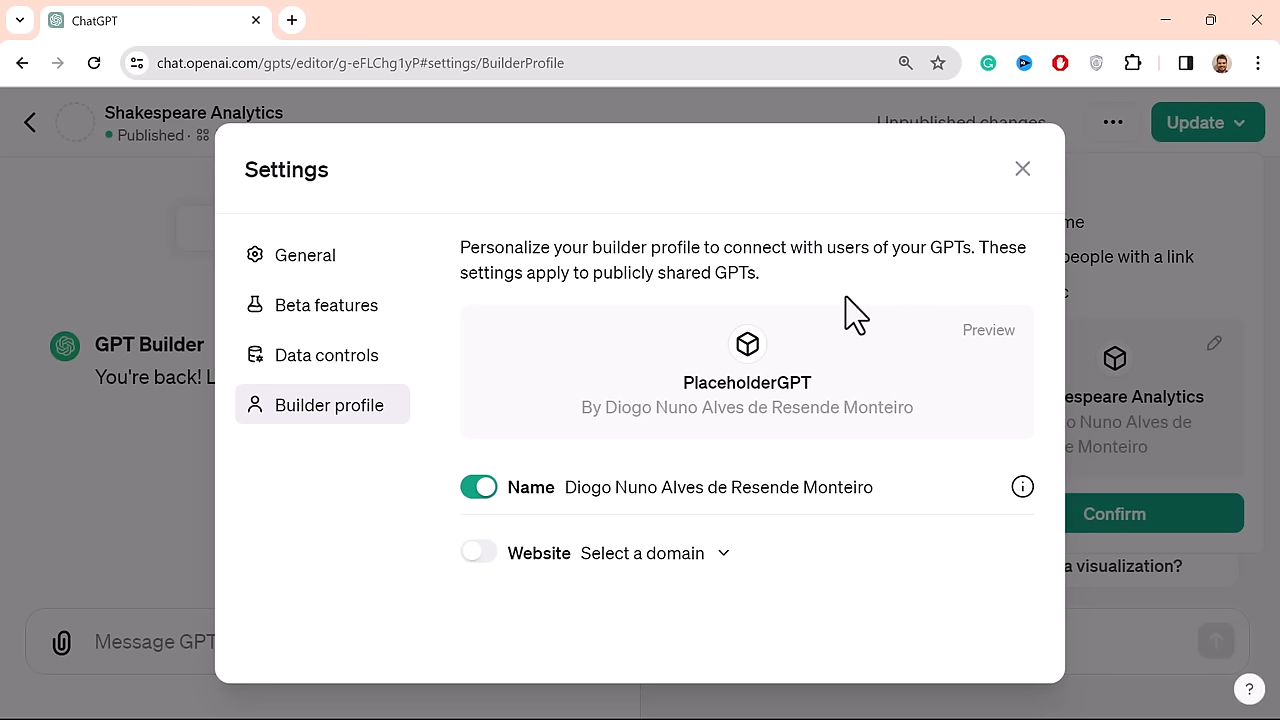 ChatGPT
chat.openai.com/gpts/editor/g-eFLChg1yP#settings/BuilderProfile
Shakespeare Analytics
Published ·
Unpublished changes
Update
Settings
General
Beta features
Data controls
Builder profile
Personalize your builder profile to connect with users of your GPTs. These
settings apply to publicly shared GPTs.
Preview
PlaceholderGPT
By Diogo Nuno Alves de Resende Monteiro
Name Diogo Nuno Alves de Resende Monteiro
Website Select a domain
GPT Builder
You're back! L
Message GPT
me
people with a link
c
espeare Analytics
o Nuno Alves de
e Monteiro
Confirm
a visualization?
?